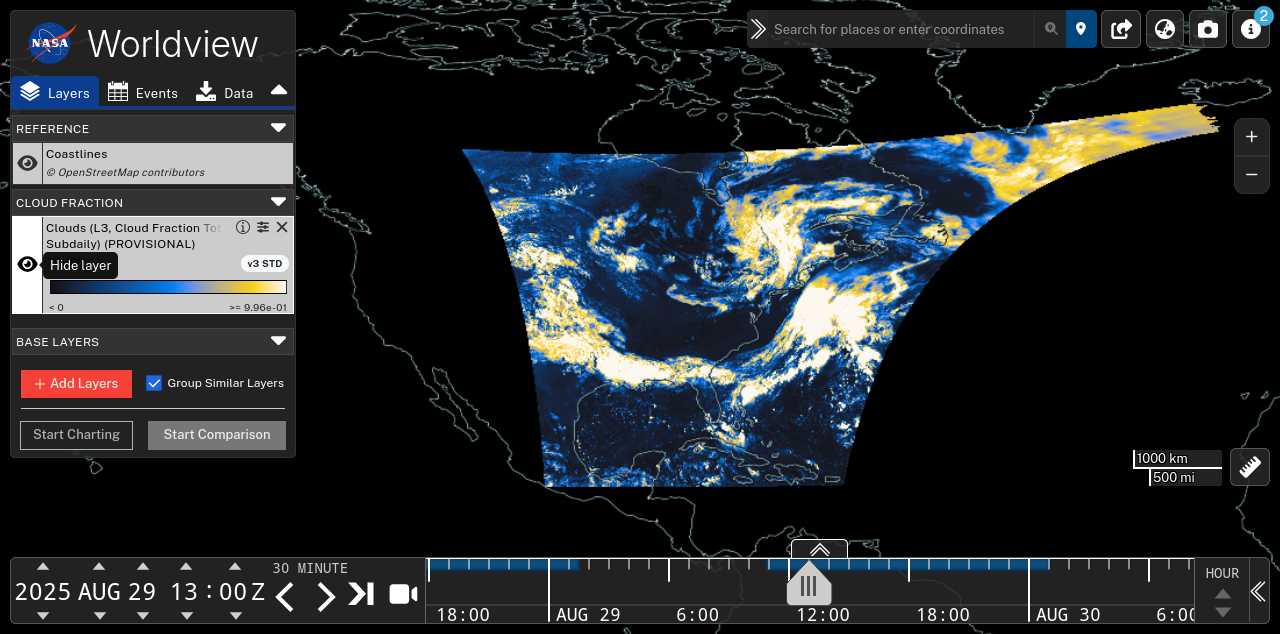 NASA
Worldview
Layers
Events
Data
REFERENCE
Coastlines
© OpenStreetMap contributors
CLOUD FRACTION
Clouds (L3, Cloud Fraction Tot
Subdaily) (PROVISIONAL)
Hide layer
v3 STD
< 0
>= 9.96e-01
BASE LAYERS
+ Add Layers
Group Similar Layers
Start Charting
Start Comparison
Search for places or enter coordinates
2
+
−
1000 km
500 mi
2025 AUG 29 13 : 00 Z
30 MINUTE
18:00
AUG 29
6:00
12:00
18:00
AUG 30
6:00
HOUR